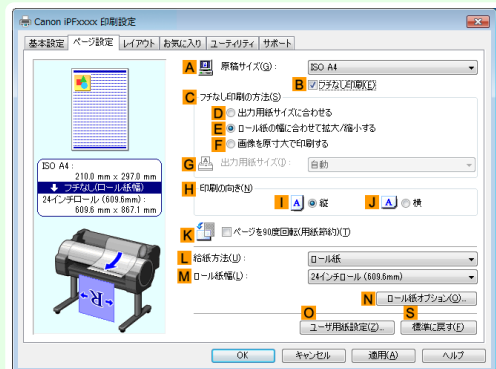 Canon iPFxxxx 印刷設定
基本設定 ページ設定 レイアウト お気に入り ユーティリティ サポート
A 原稿サイズ(G): ISO A4
B フチなし印刷(E)
C フチなし印刷の方法(S)
D 出力用紙サイズに合わせる
E ロール紙の幅に合わせて拡大/縮小する
F 画像を原寸大で印刷する
G 出力用紙サイズ(I): 自動
H 印刷の向き(N)
I A 縦 J A 横
K ページを90度回転(用紙節約)(T)
L 給紙方法(U): ロール紙
M ロール紙幅(L): 24インチロール (609.6mm)
N ロール紙オプション(O)...
O S
ユーザ用紙設定(Z)... 標準に戻す(F)
ISO A4:
210.0 mm x 297.0 mm
フチなし(ロール紙幅)
24インチロール (609.6mm):
609.6 mm x 867.1 mm
R
OK キャンセル 適用(A) ヘルプ